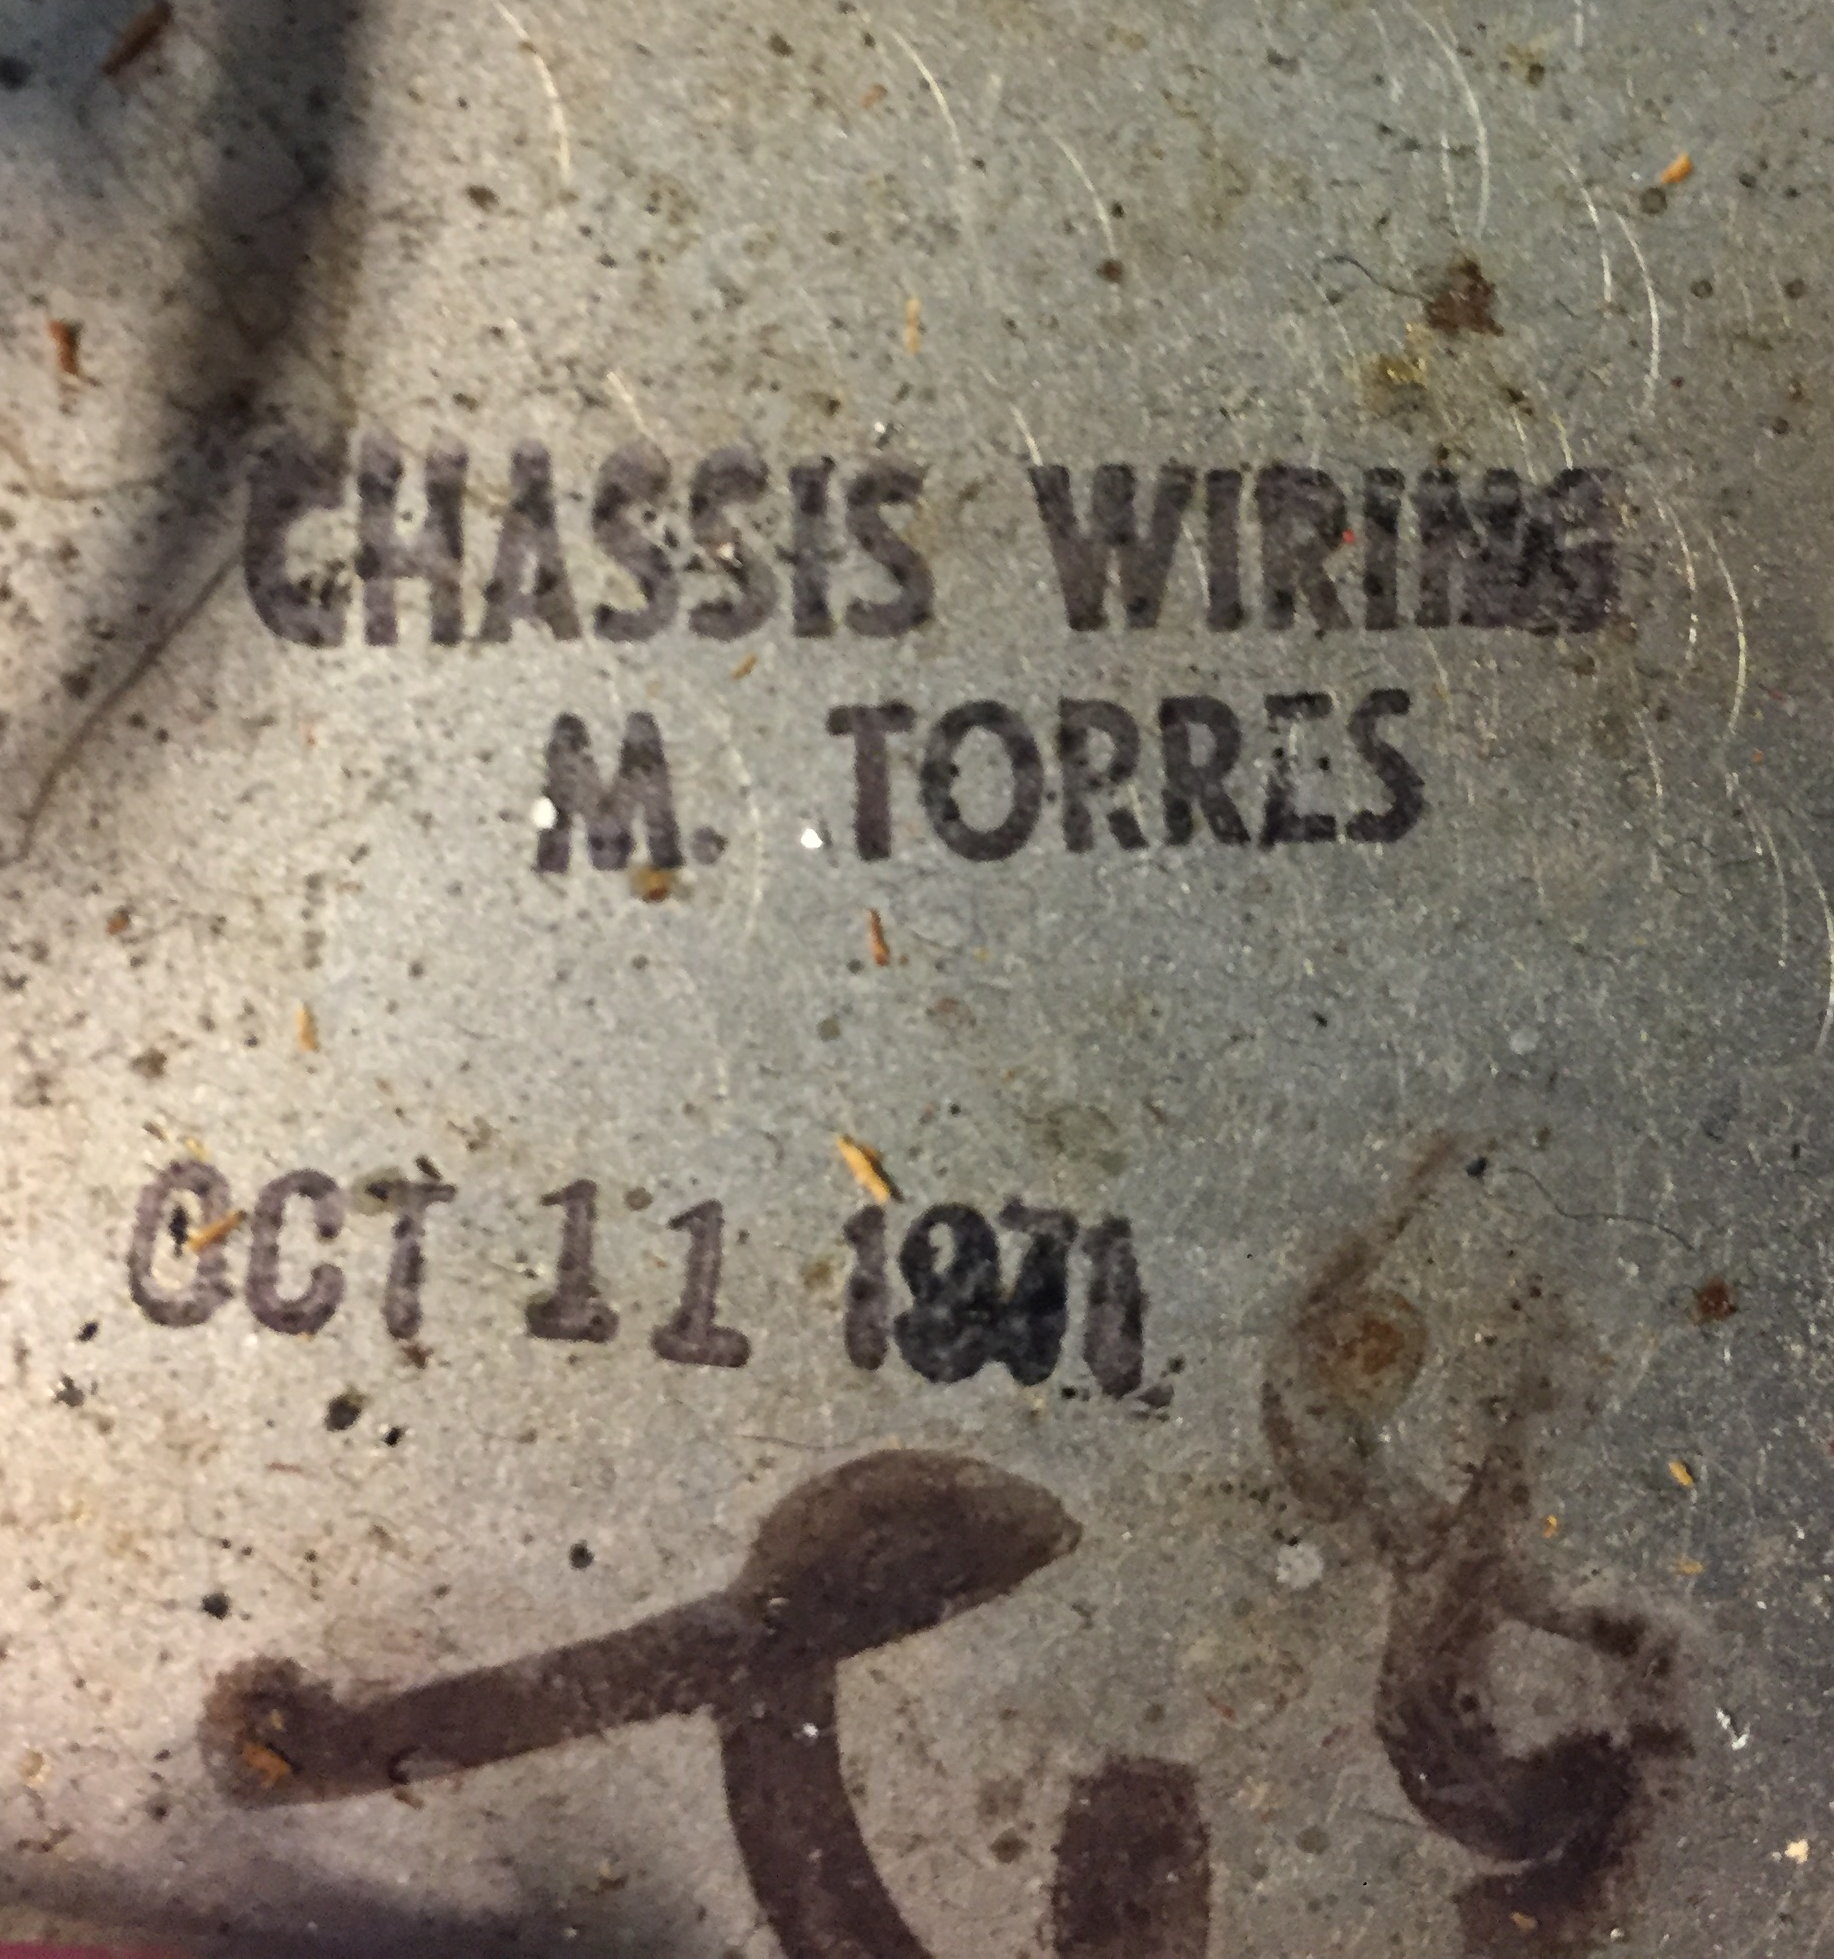 CHASSIS WIRING
M. TORRES
OCT 11 1971